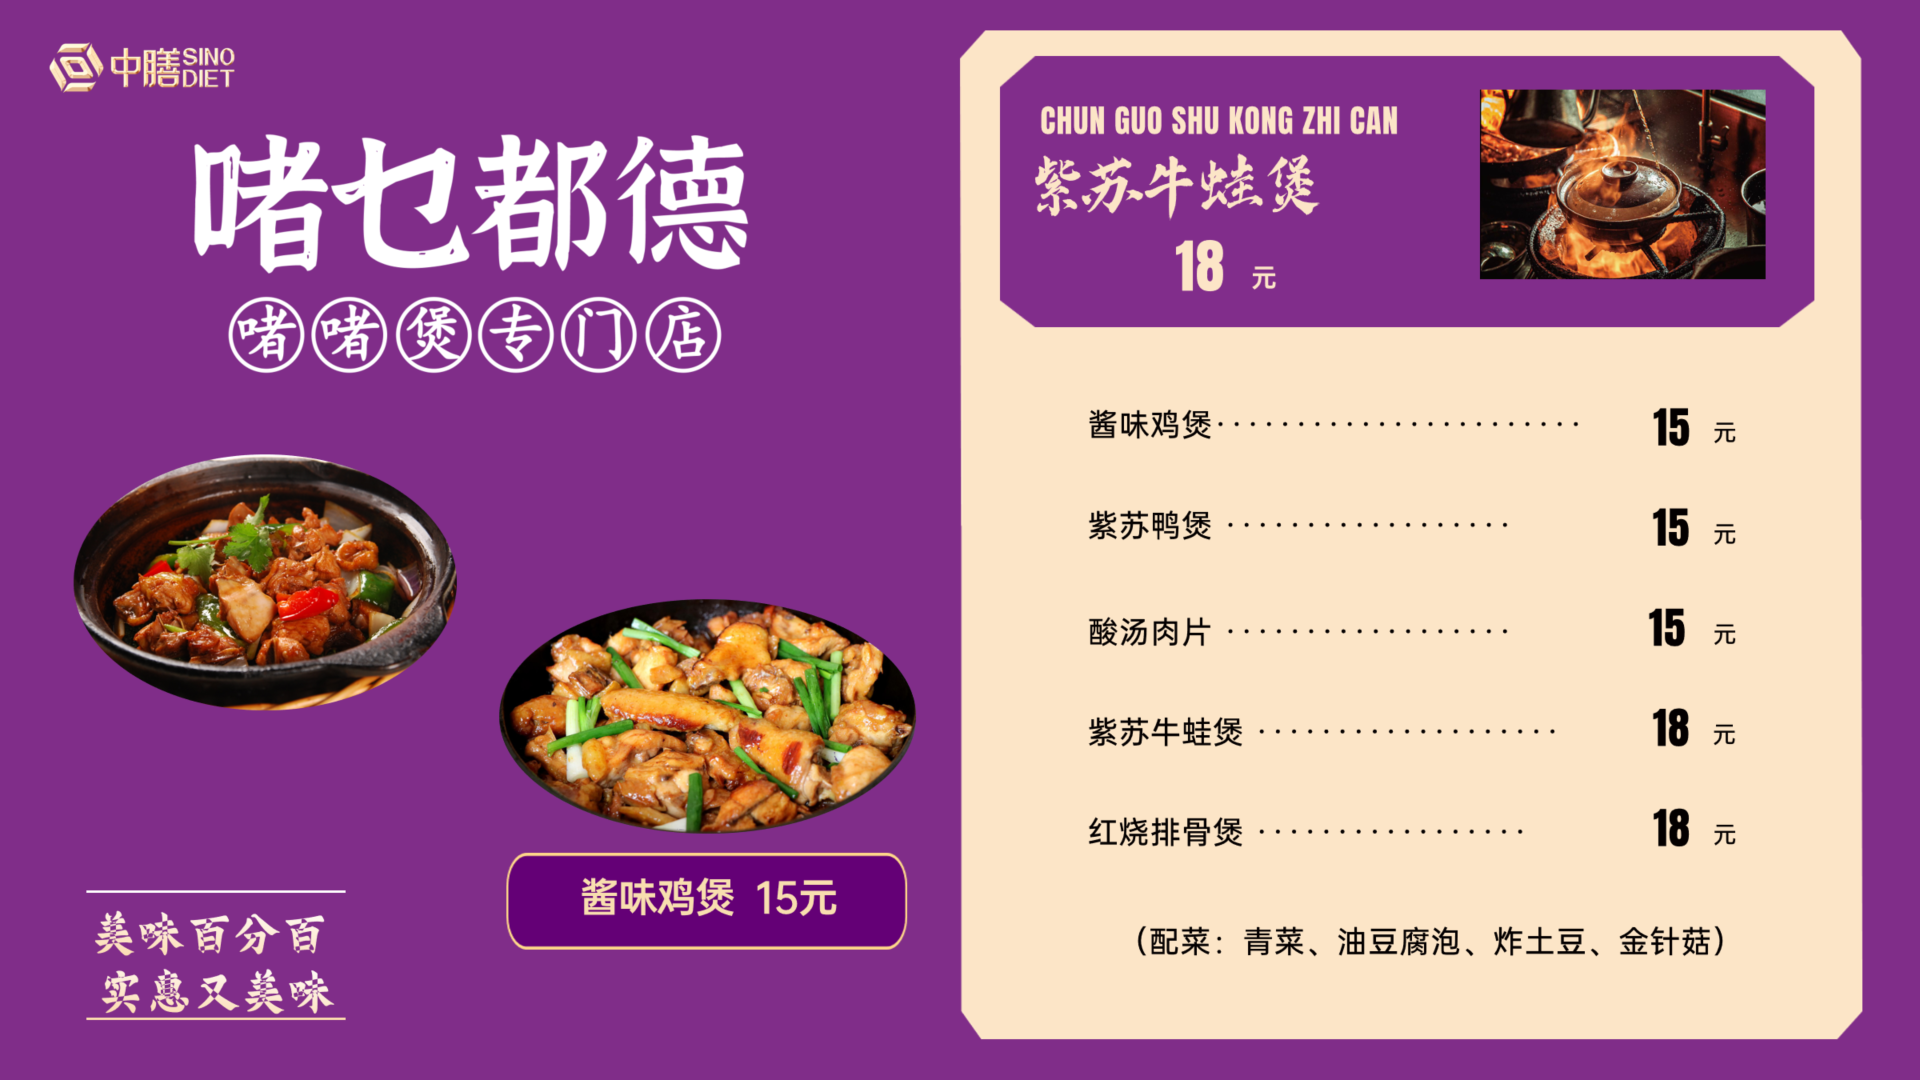 中膳 SINO DIET
啫乜都德
啫啫煲专门店
酱味鸡煲 15元
美味百分百
实惠又美味
CHUN GUO SHU KONG ZHI CAN
紫苏牛蛙煲
18 元
酱味鸡煲······················· 15 元
紫苏鸭煲 ·················· 15 元
酸汤肉片 ·················· 15 元
紫苏牛蛙煲 ··················· 18 元
红烧排骨煲 ················· 18 元
（配菜：青菜、油豆腐泡、炸土豆、金针菇）